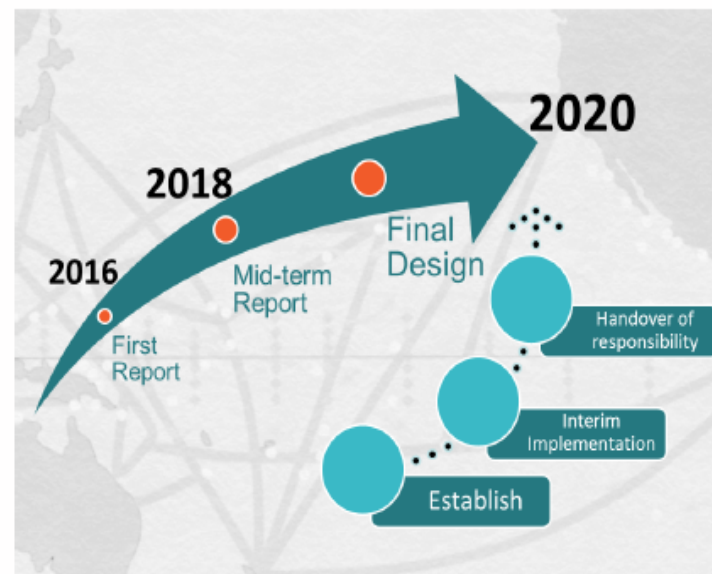 2020
2018
2016
Final
Design
Mid-term
Report
First
Report
Handover of
responsibility
Interim
Implementation
Establish